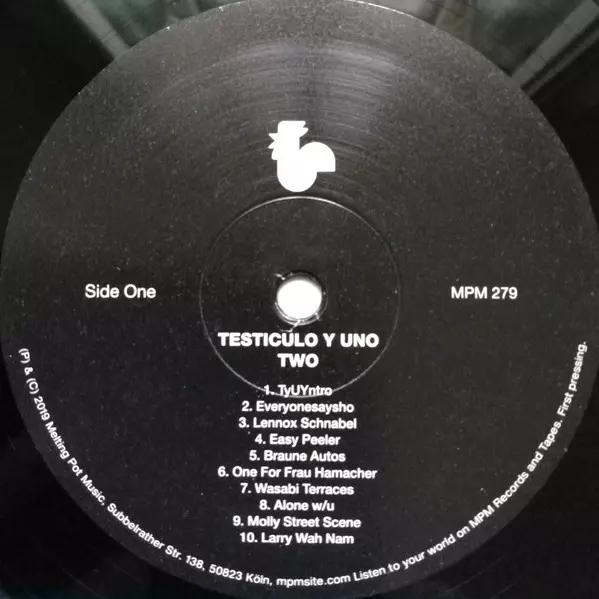 Side One
MPM 279
TESTICULO Y UNO
TWO
1. TyUYntro
2. Everyonesaysho
3. Lennox Schnabel
4. Easy Peeler
5. Braune Autos
6. One For Frau Hamacher
7. Wasabi Terraces
8. Alone w/u
9. Molly Street Scene
10. Larry Wah Nam
(P) & (C) 2019 Melting Pot Music, Subbelrather Str. 138, 50823 Köln, mpmsite.com Listen to your world on MPM Records and Tapes. First pressing.